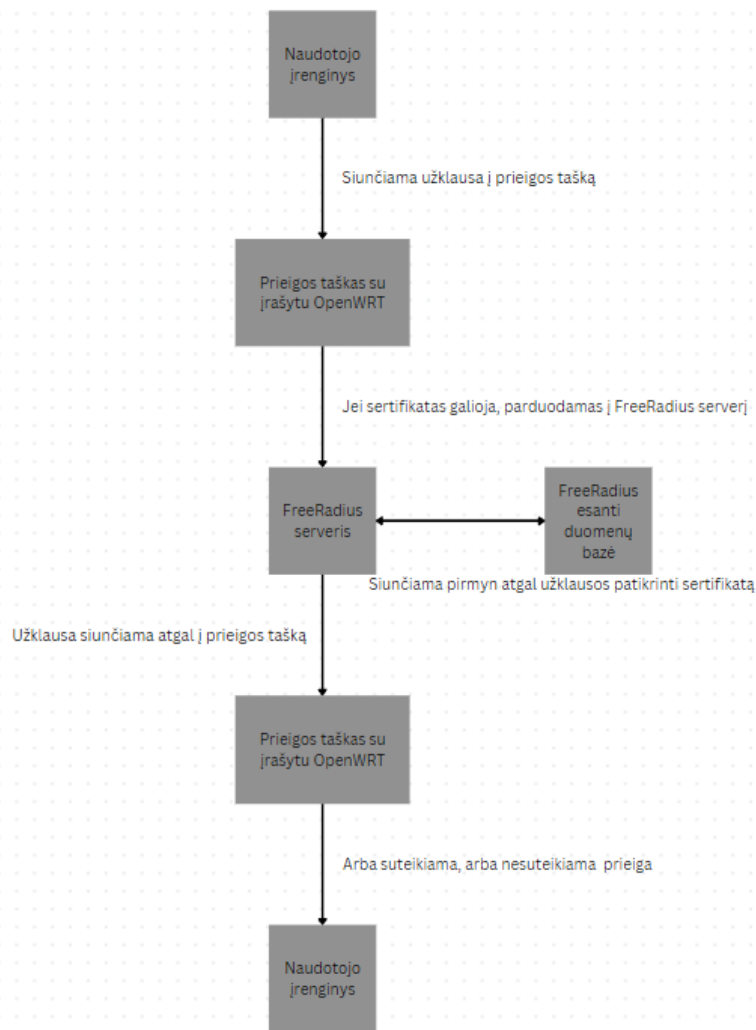 Naudotojo
įrenginys
Siunčiama užklausa į prieigos tašką
Prieigos taškas su
įrašytu OpenWRT
Jei sertifikatas galioja, parduodamas į FreeRadius serverį
FreeRadius
serveris
FreeRadius
esanti
duomenų
bazė
Siunčiama pirmyn atgal užklausos patikrinti sertifikatą
Užklausa siunčiama atgal į prieigos tašką
Prieigos taškas su
įrašytu OpenWRT
Arba suteikiama, arba nesuteikiama prieiga
Naudotojo
įrenginys